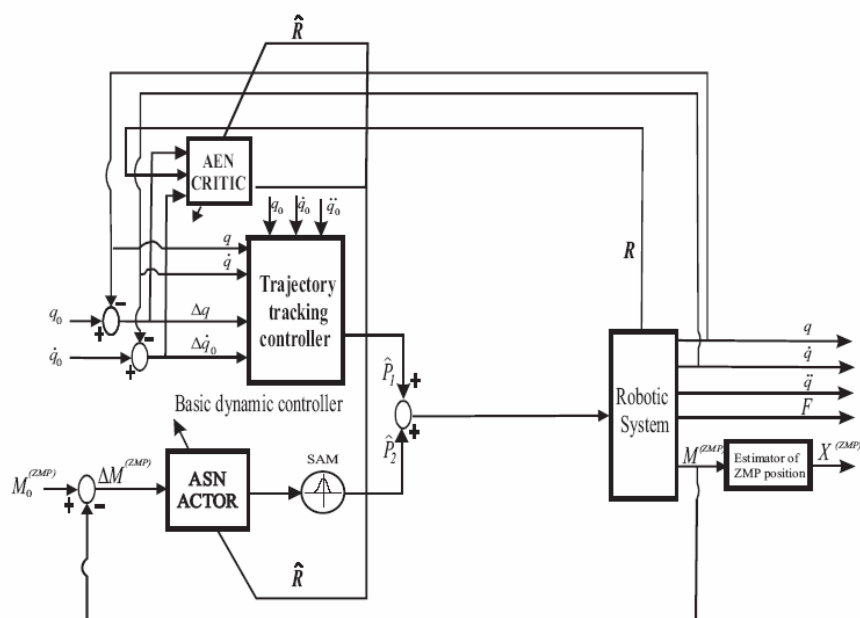 R̂
AEN
CRITIC
q₀
q̇₀
q̈₀
q
q̇
R
Trajectory
tracking
controller
q₀
Δq
q̇₀
Δq̇₀
+
−
+
−
P̂₁
+
+
P̂₂
Basic dynamic controller
Robotic
System
q
q̇
q̈
F
M^(ZMP)
Estimator of
ZMP position
X^(ZMP)
M₀^(ZMP)
+
−
ΔM^(ZMP)
ASN
ACTOR
SAM
R̂